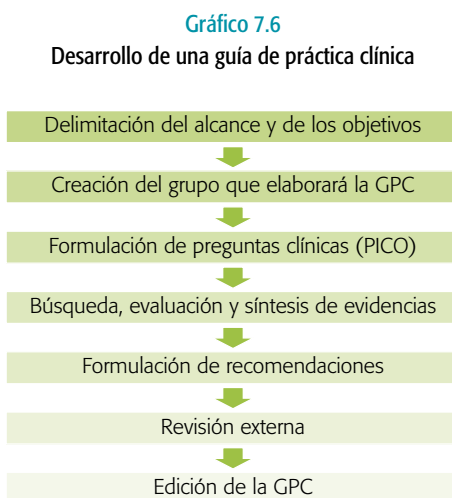 Gráfico 7.6
Desarrollo de una guía de práctica clínica
Delimitación del alcance y de los objetivos
Creación del grupo que elaborará la GPC
Formulación de preguntas clínicas (PICO)
Búsqueda, evaluación y síntesis de evidencias
Formulación de recomendaciones
Revisión externa
Edición de la GPC